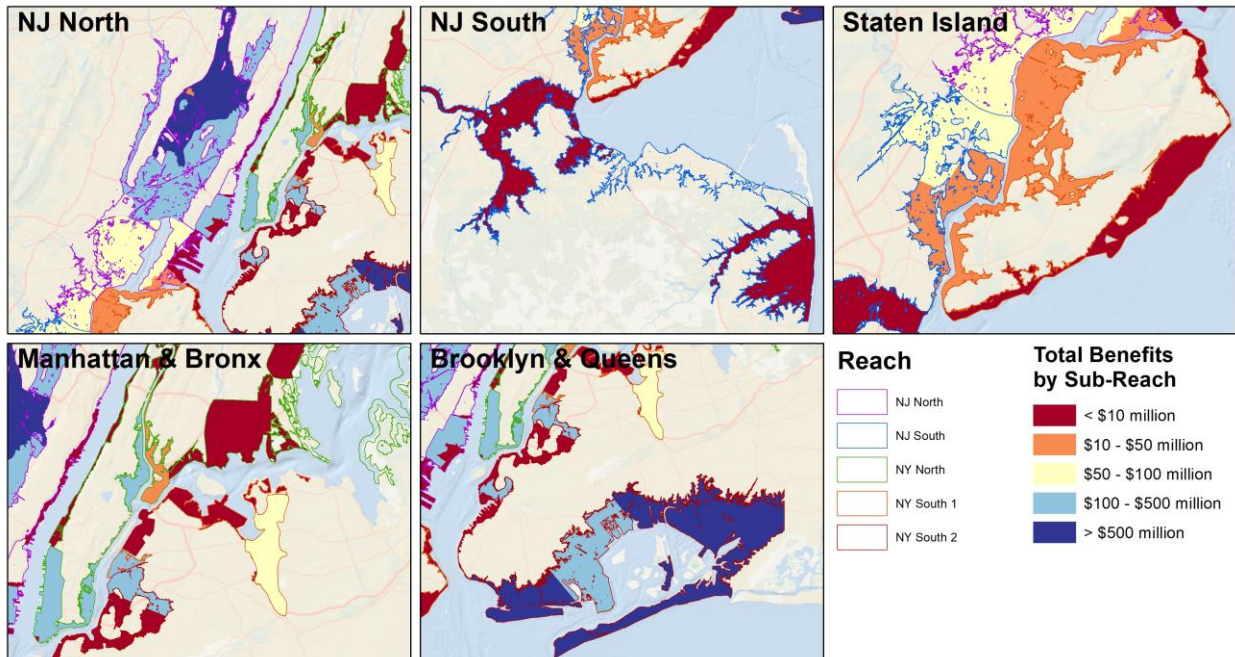 NJ North
NJ South
Staten Island
Manhattan & Bronx
Brooklyn & Queens
Reach
NJ North
NJ South
NY North
NY South 1
NY South 2
Total Benefits
by Sub-Reach
< $10 million
$10 - $50 million
$50 - $100 million
$100 - $500 million
> $500 million